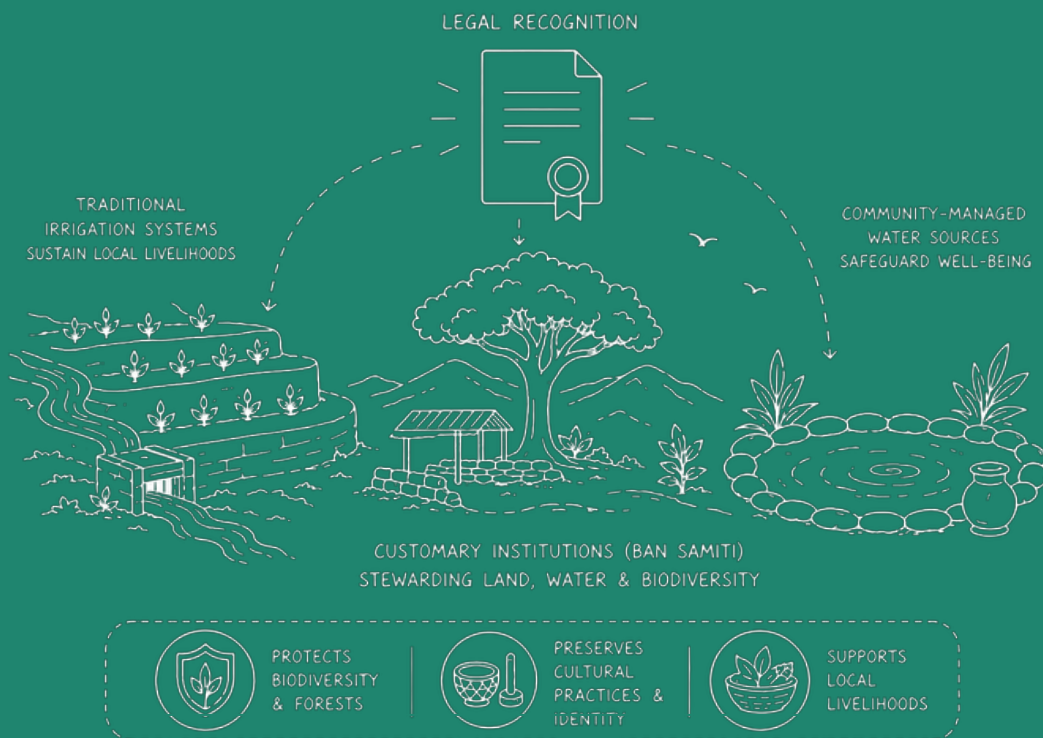 LEGAL RECOGNITION
TRADITIONAL
IRRIGATION SYSTEMS
SUSTAIN LOCAL LIVELIHOODS
COMMUNITY-MANAGED
WATER SOURCES
SAFEGUARD WELL-BEING
CUSTOMARY INSTITUTIONS (BAN SAMITI)
STEWARDING LAND, WATER & BIODIVERSITY
PROTECTS
BIODIVERSITY
& FORESTS
PRESERVES
CULTURAL
PRACTICES &
IDENTITY
SUPPORTS
LOCAL
LIVELIHOODS